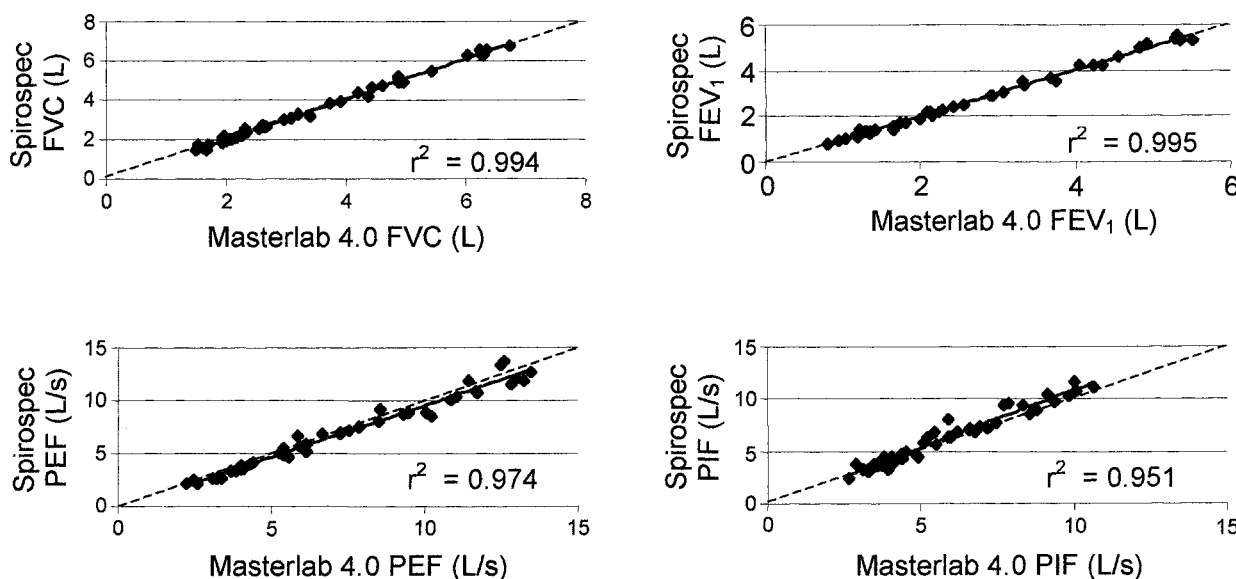 Spirospec
FVC (L)
8
6
4
2
0
r² = 0.994
0 2 4 6 8
Masterlab 4.0 FVC (L)
Spirospec
FEV₁ (L)
6
4
2
0
r² = 0.995
0 2 4 6
Masterlab 4.0 FEV₁ (L)
Spirospec
PEF (L/s)
15
10
5
0
r² = 0.974
0 5 10 15
Masterlab 4.0 PEF (L/s)
Spirospec
PIF (L/s)
15
10
5
0
r² = 0.951
0 5 10 15
Masterlab 4.0 PIF (L/s)